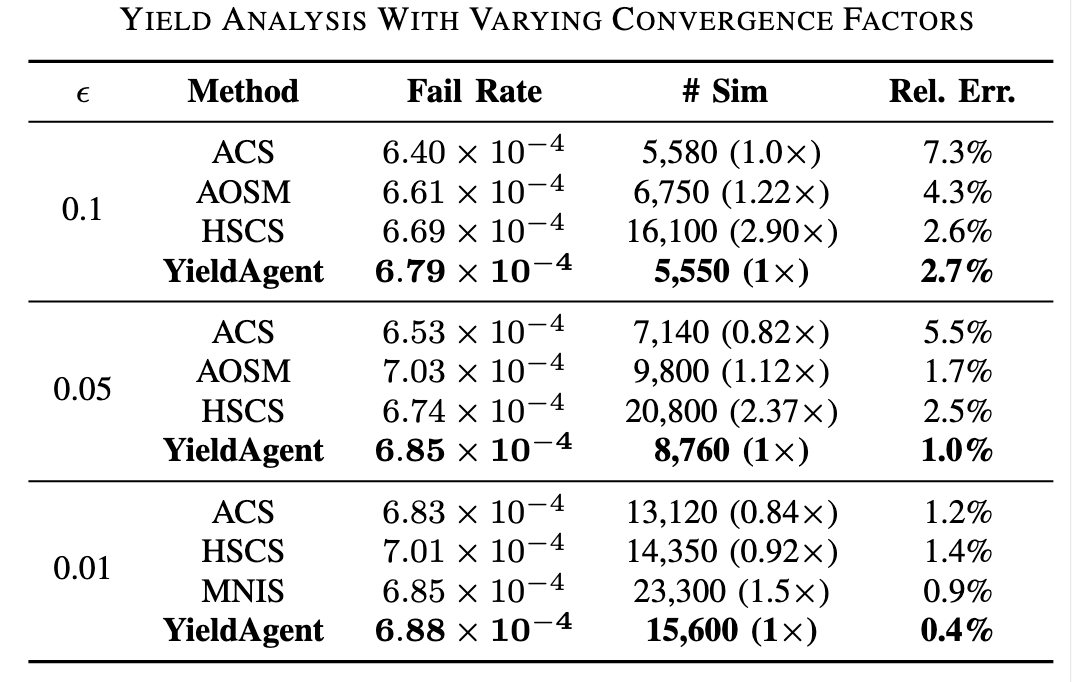 YIELD ANALYSIS WITH VARYING CONVERGENCE FACTORS
ϵ Method Fail Rate # Sim Rel. Err.
0.1
ACS 6.40 × 10⁻⁴ 5,580 (1.0×) 7.3%
AOSM 6.61 × 10⁻⁴ 6,750 (1.22×) 4.3%
HSCS 6.69 × 10⁻⁴ 16,100 (2.90×) 2.6%
YieldAgent 6.79 × 10⁻⁴ 5,550 (1×) 2.7%
0.05
ACS 6.53 × 10⁻⁴ 7,140 (0.82×) 5.5%
AOSM 7.03 × 10⁻⁴ 9,800 (1.12×) 1.7%
HSCS 6.74 × 10⁻⁴ 20,800 (2.37×) 2.5%
YieldAgent 6.85 × 10⁻⁴ 8,760 (1×) 1.0%
0.01
ACS 6.83 × 10⁻⁴ 13,120 (0.84×) 1.2%
HSCS 7.01 × 10⁻⁴ 14,350 (0.92×) 1.4%
MNIS 6.85 × 10⁻⁴ 23,300 (1.5×) 0.9%
YieldAgent 6.88 × 10⁻⁴ 15,600 (1×) 0.4%